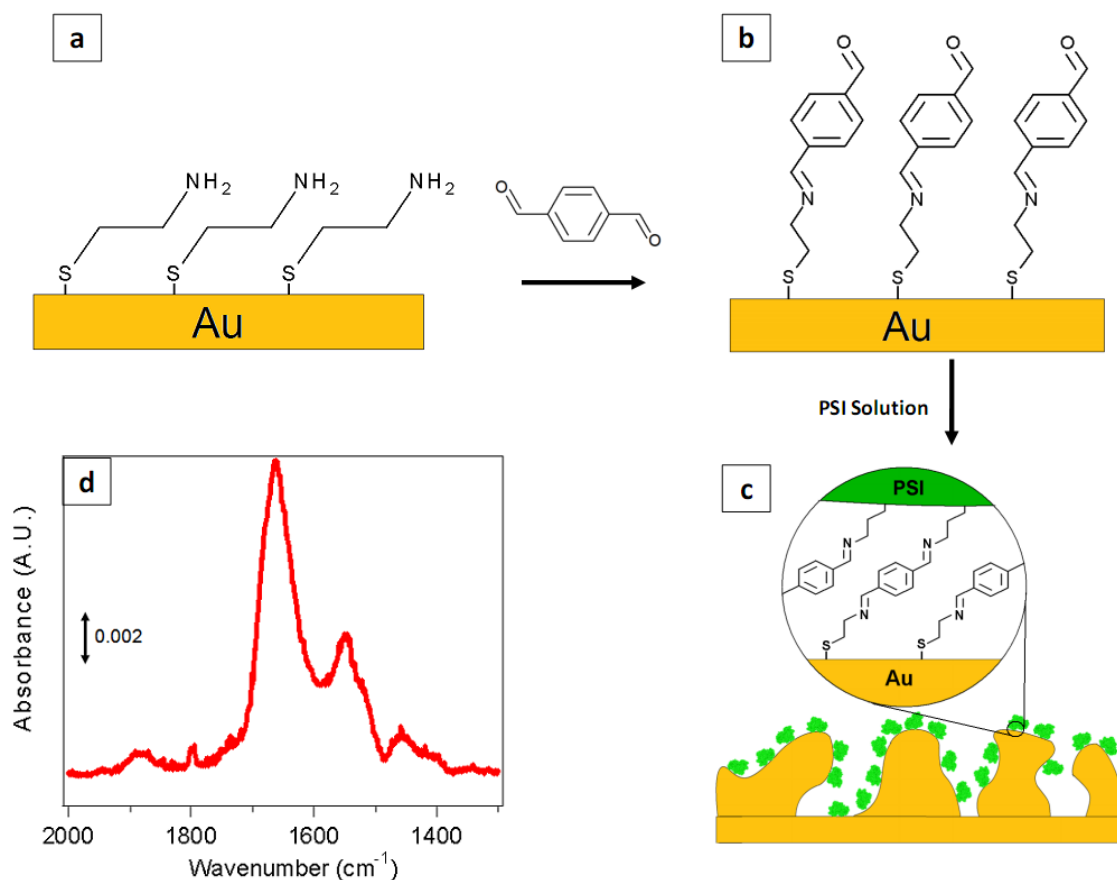 a
NH2 NH2 NH2
S S S
Au
O
O
b
O O O
N N N
S S S
Au
PSI Solution
c
PSI
N N
N N
S S
Au
d
Absorbance (A.U.)
0.002
2000 1800 1600 1400
Wavenumber (cm-1)